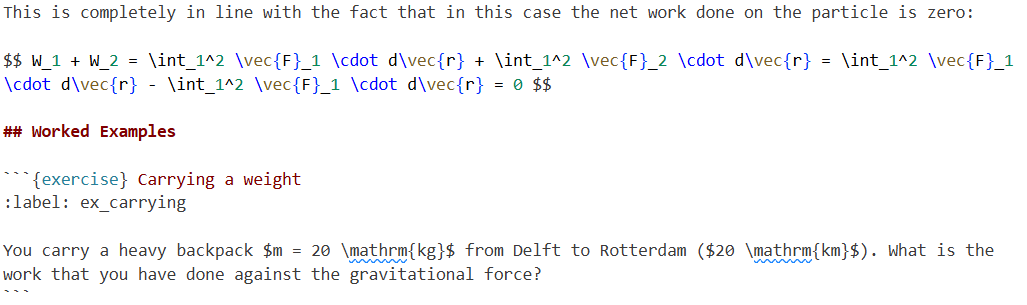 This is completely in line with the fact that in this case the net work done on the particle is zero:
$$ W_1 + W_2 = \int_1^2 \vec{F}_1 \cdot d\vec{r} + \int_1^2 \vec{F}_2 \cdot d\vec{r} = \int_1^2 \vec{F}_1
\cdot d\vec{r} - \int_1^2 \vec{F}_1 \cdot d\vec{r} = 0 $$
## Worked Examples
```{exercise} Carrying a weight
:label: ex_carrying
You carry a heavy backpack $m = 20 \mathrm{kg}$ from Delft to Rotterdam ($20 \mathrm{km}$). What is the
work that you have done against the gravitational force?
```